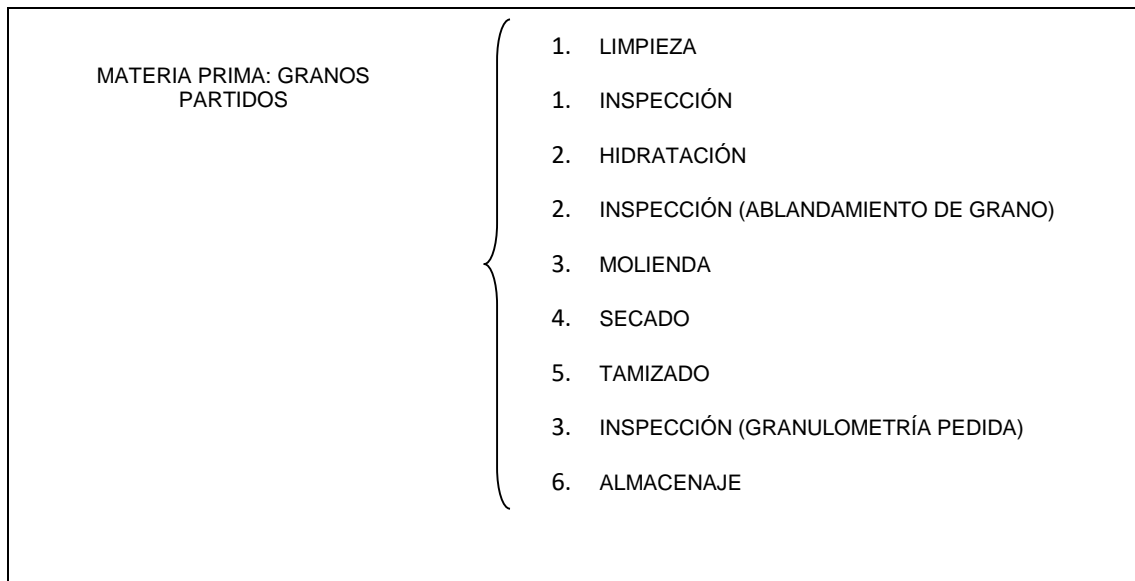 MATERIA PRIMA: GRANOS
PARTIDOS
1. LIMPIEZA
1. INSPECCIÓN
2. HIDRATACIÓN
2. INSPECCIÓN (ABLANDAMIENTO DE GRANO)
3. MOLIENDA
4. SECADO
5. TAMIZADO
3. INSPECCIÓN (GRANULOMETRÍA PEDIDA)
6. ALMACENAJE